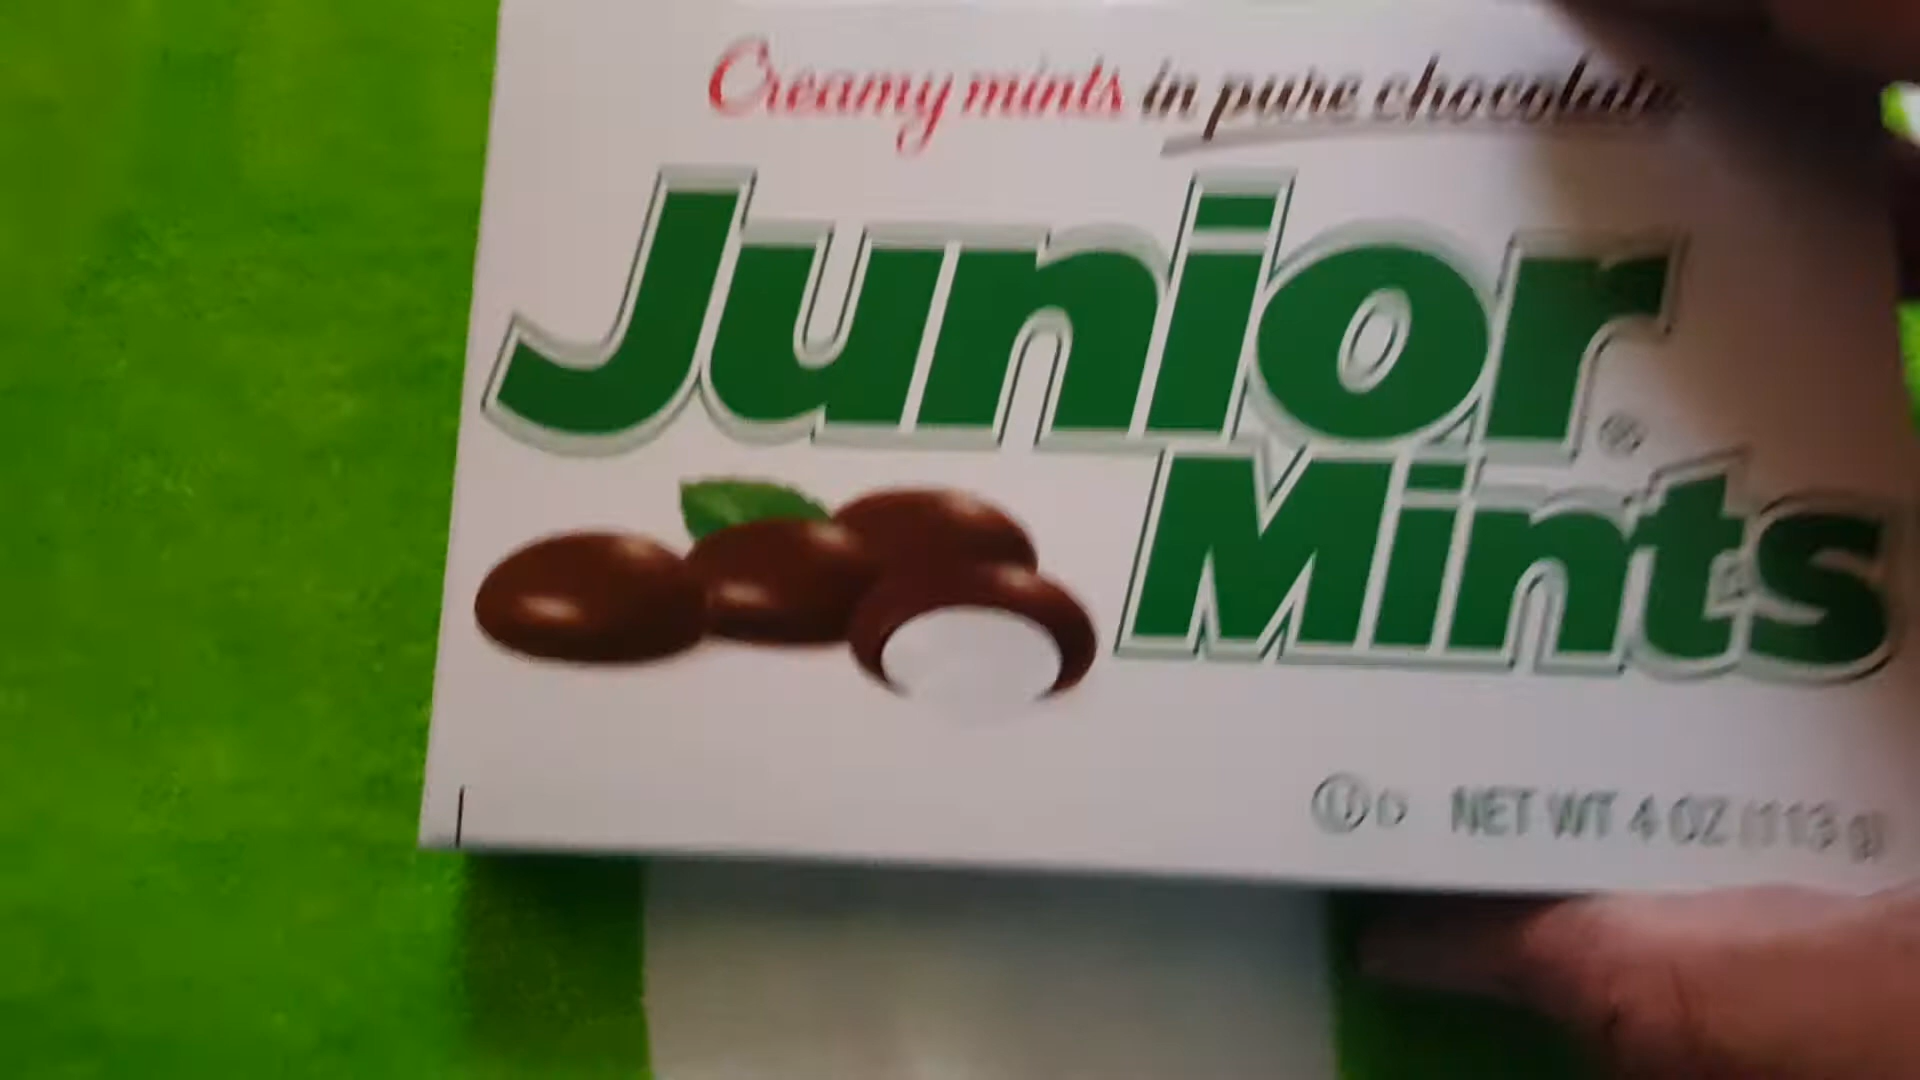 Creamy mints in pure chocolate
Junior®
Mints
Ⓤ D NET WT 4 OZ (113 g)